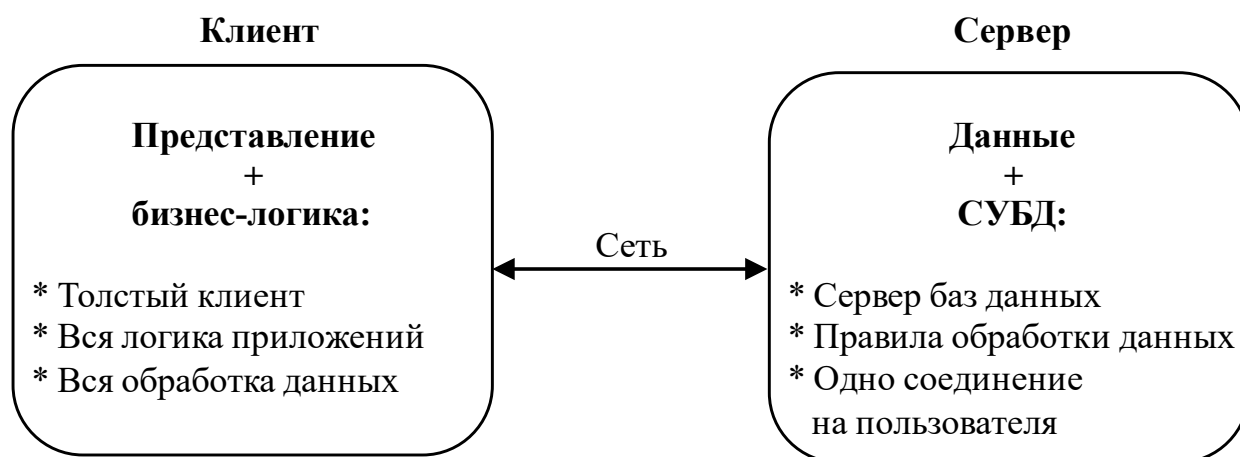 Клиент
Представление
+
бизнес-логика:
* Толстый клиент
* Вся логика приложений
* Вся обработка данных
Сеть
Сервер
Данные
+
СУБД:
* Сервер баз данных
* Правила обработки данных
* Одно соединение
на пользователя